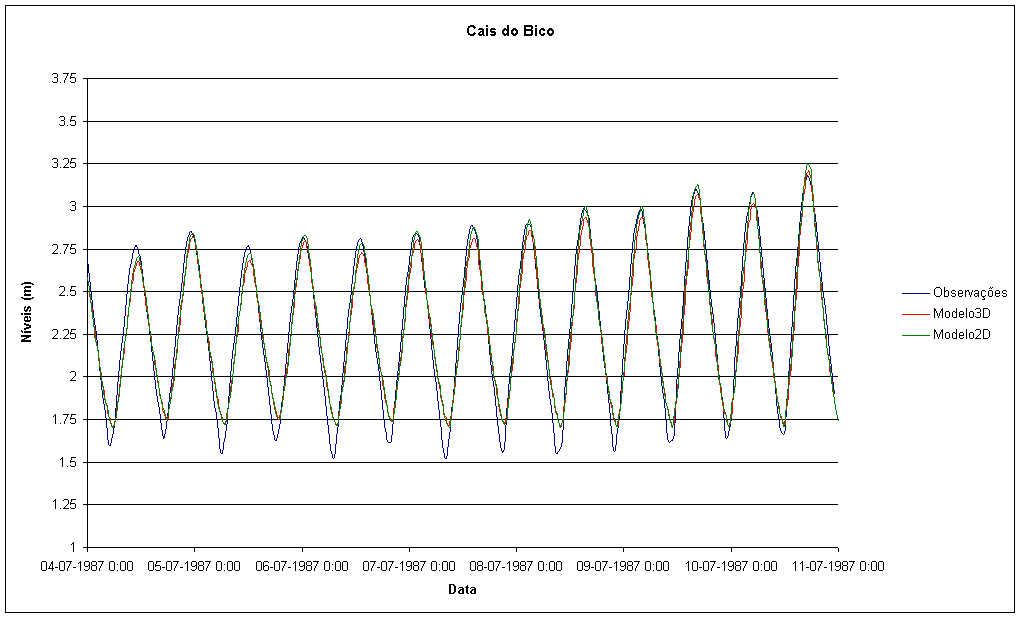 Cais do Bico
3.75
3.5
3.25
3
2.75
2.5
2.25
2
1.75
1.5
1.25
1
Níveis (m)
04-07-1987 0:00 05-07-1987 0:00 06-07-1987 0:00 07-07-1987 0:00 08-07-1987 0:00 09-07-1987 0:00 10-07-1987 0:00 11-07-1987 0:00
Data
Observações
Modelo3D
Modelo2D